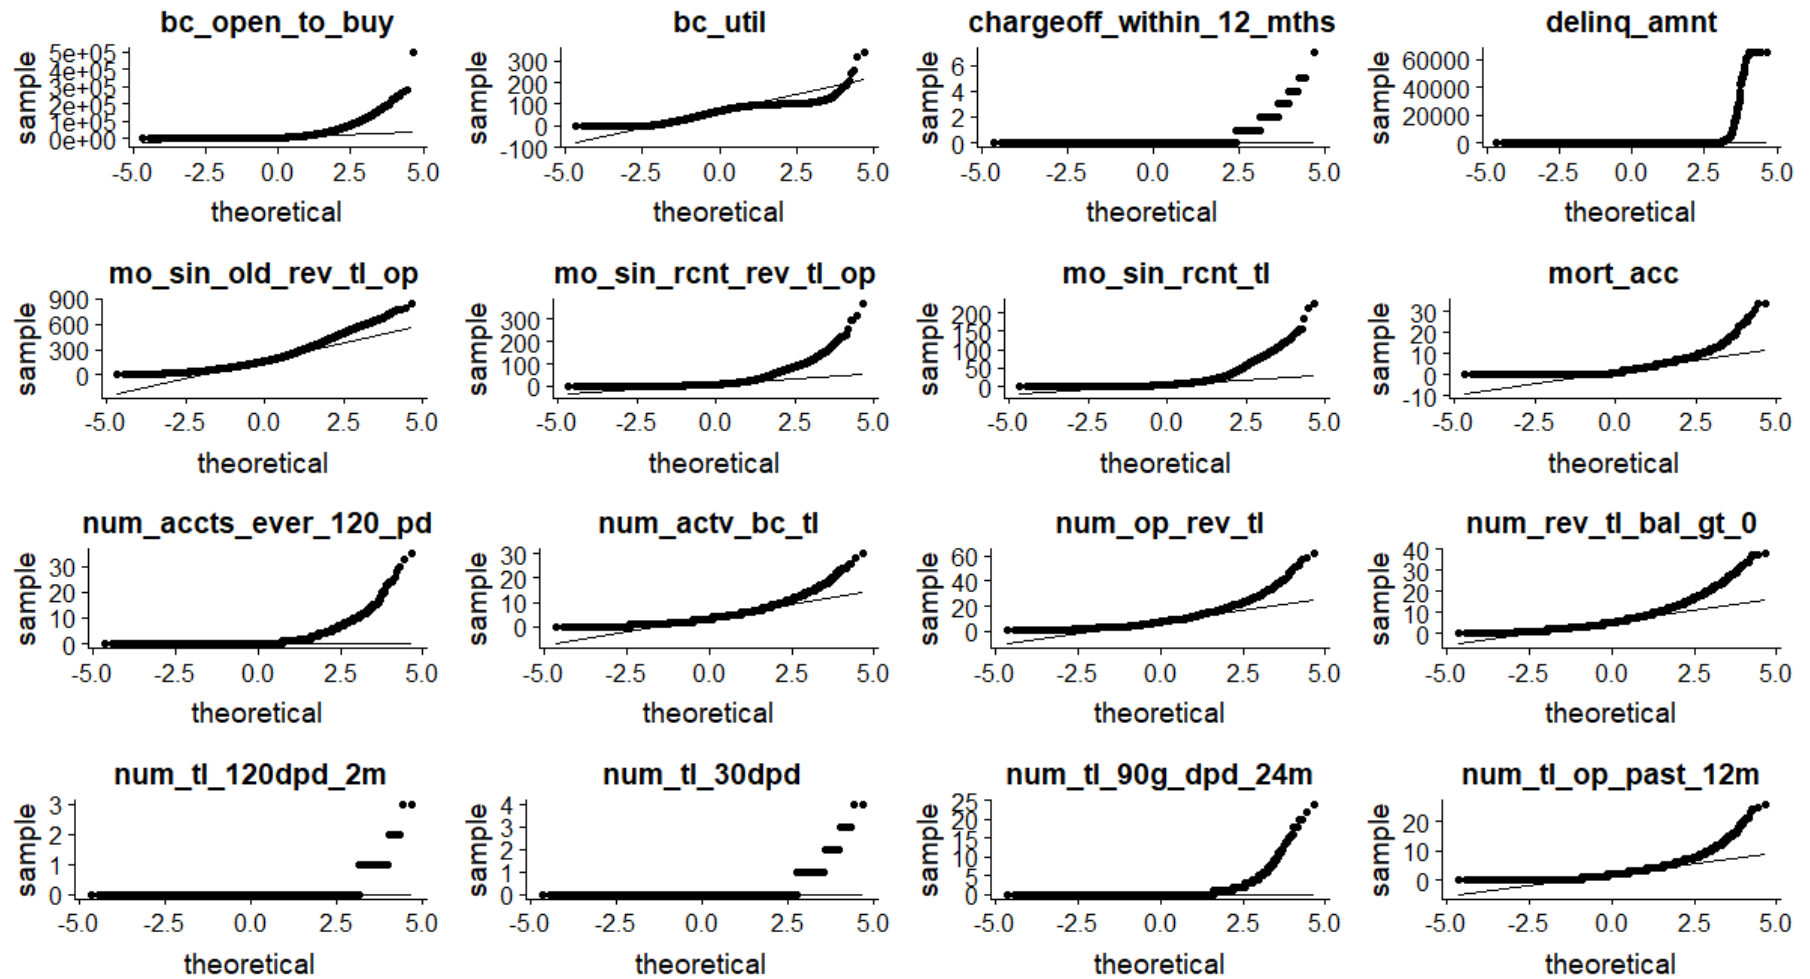 bc_open_to_buy
bc_util
chargeoff_within_12_mths
delinq_amnt
sample
5e+05
4e+05
3e+05
2e+05
1e+05
0e+00
sample
300
200
100
0
-100
sample
6
4
2
0
sample
60000
40000
20000
0
-5.0 -2.5 0.0 2.5 5.0
-5.0 -2.5 0.0 2.5 5.0
-5.0 -2.5 0.0 2.5 5.0
-5.0 -2.5 0.0 2.5 5.0
theoretical
theoretical
theoretical
theoretical
mo_sin_old_rev_tl_op
mo_sin_rcnt_rev_tl_op
mo_sin_rcnt_tl
mort_acc
sample
900
600
300
0
sample
300
200
100
0
sample
200
150
100
50
0
sample
30
20
10
0
-10
-5.0 -2.5 0.0 2.5 5.0
-5.0 -2.5 0.0 2.5 5.0
-5.0 -2.5 0.0 2.5 5.0
-5.0 -2.5 0.0 2.5 5.0
theoretical
theoretical
theoretical
theoretical
num_accts_ever_120_pd
num_actv_bc_tl
num_op_rev_tl
num_rev_tl_bal_gt_0
sample
30
20
10
0
sample
30
20
10
0
sample
60
40
20
0
sample
40
30
20
10
0
-5.0 -2.5 0.0 2.5 5.0
-5.0 -2.5 0.0 2.5 5.0
-5.0 -2.5 0.0 2.5 5.0
-5.0 -2.5 0.0 2.5 5.0
theoretical
theoretical
theoretical
theoretical
num_tl_120dpd_2m
num_tl_30dpd
num_tl_90g_dpd_24m
num_tl_op_past_12m
sample
3
2
1
0
sample
4
3
2
1
0
sample
25
20
15
10
5
0
sample
20
10
0
-5.0 -2.5 0.0 2.5 5.0
-5.0 -2.5 0.0 2.5 5.0
-5.0 -2.5 0.0 2.5 5.0
-5.0 -2.5 0.0 2.5 5.0
theoretical
theoretical
theoretical
theoretical